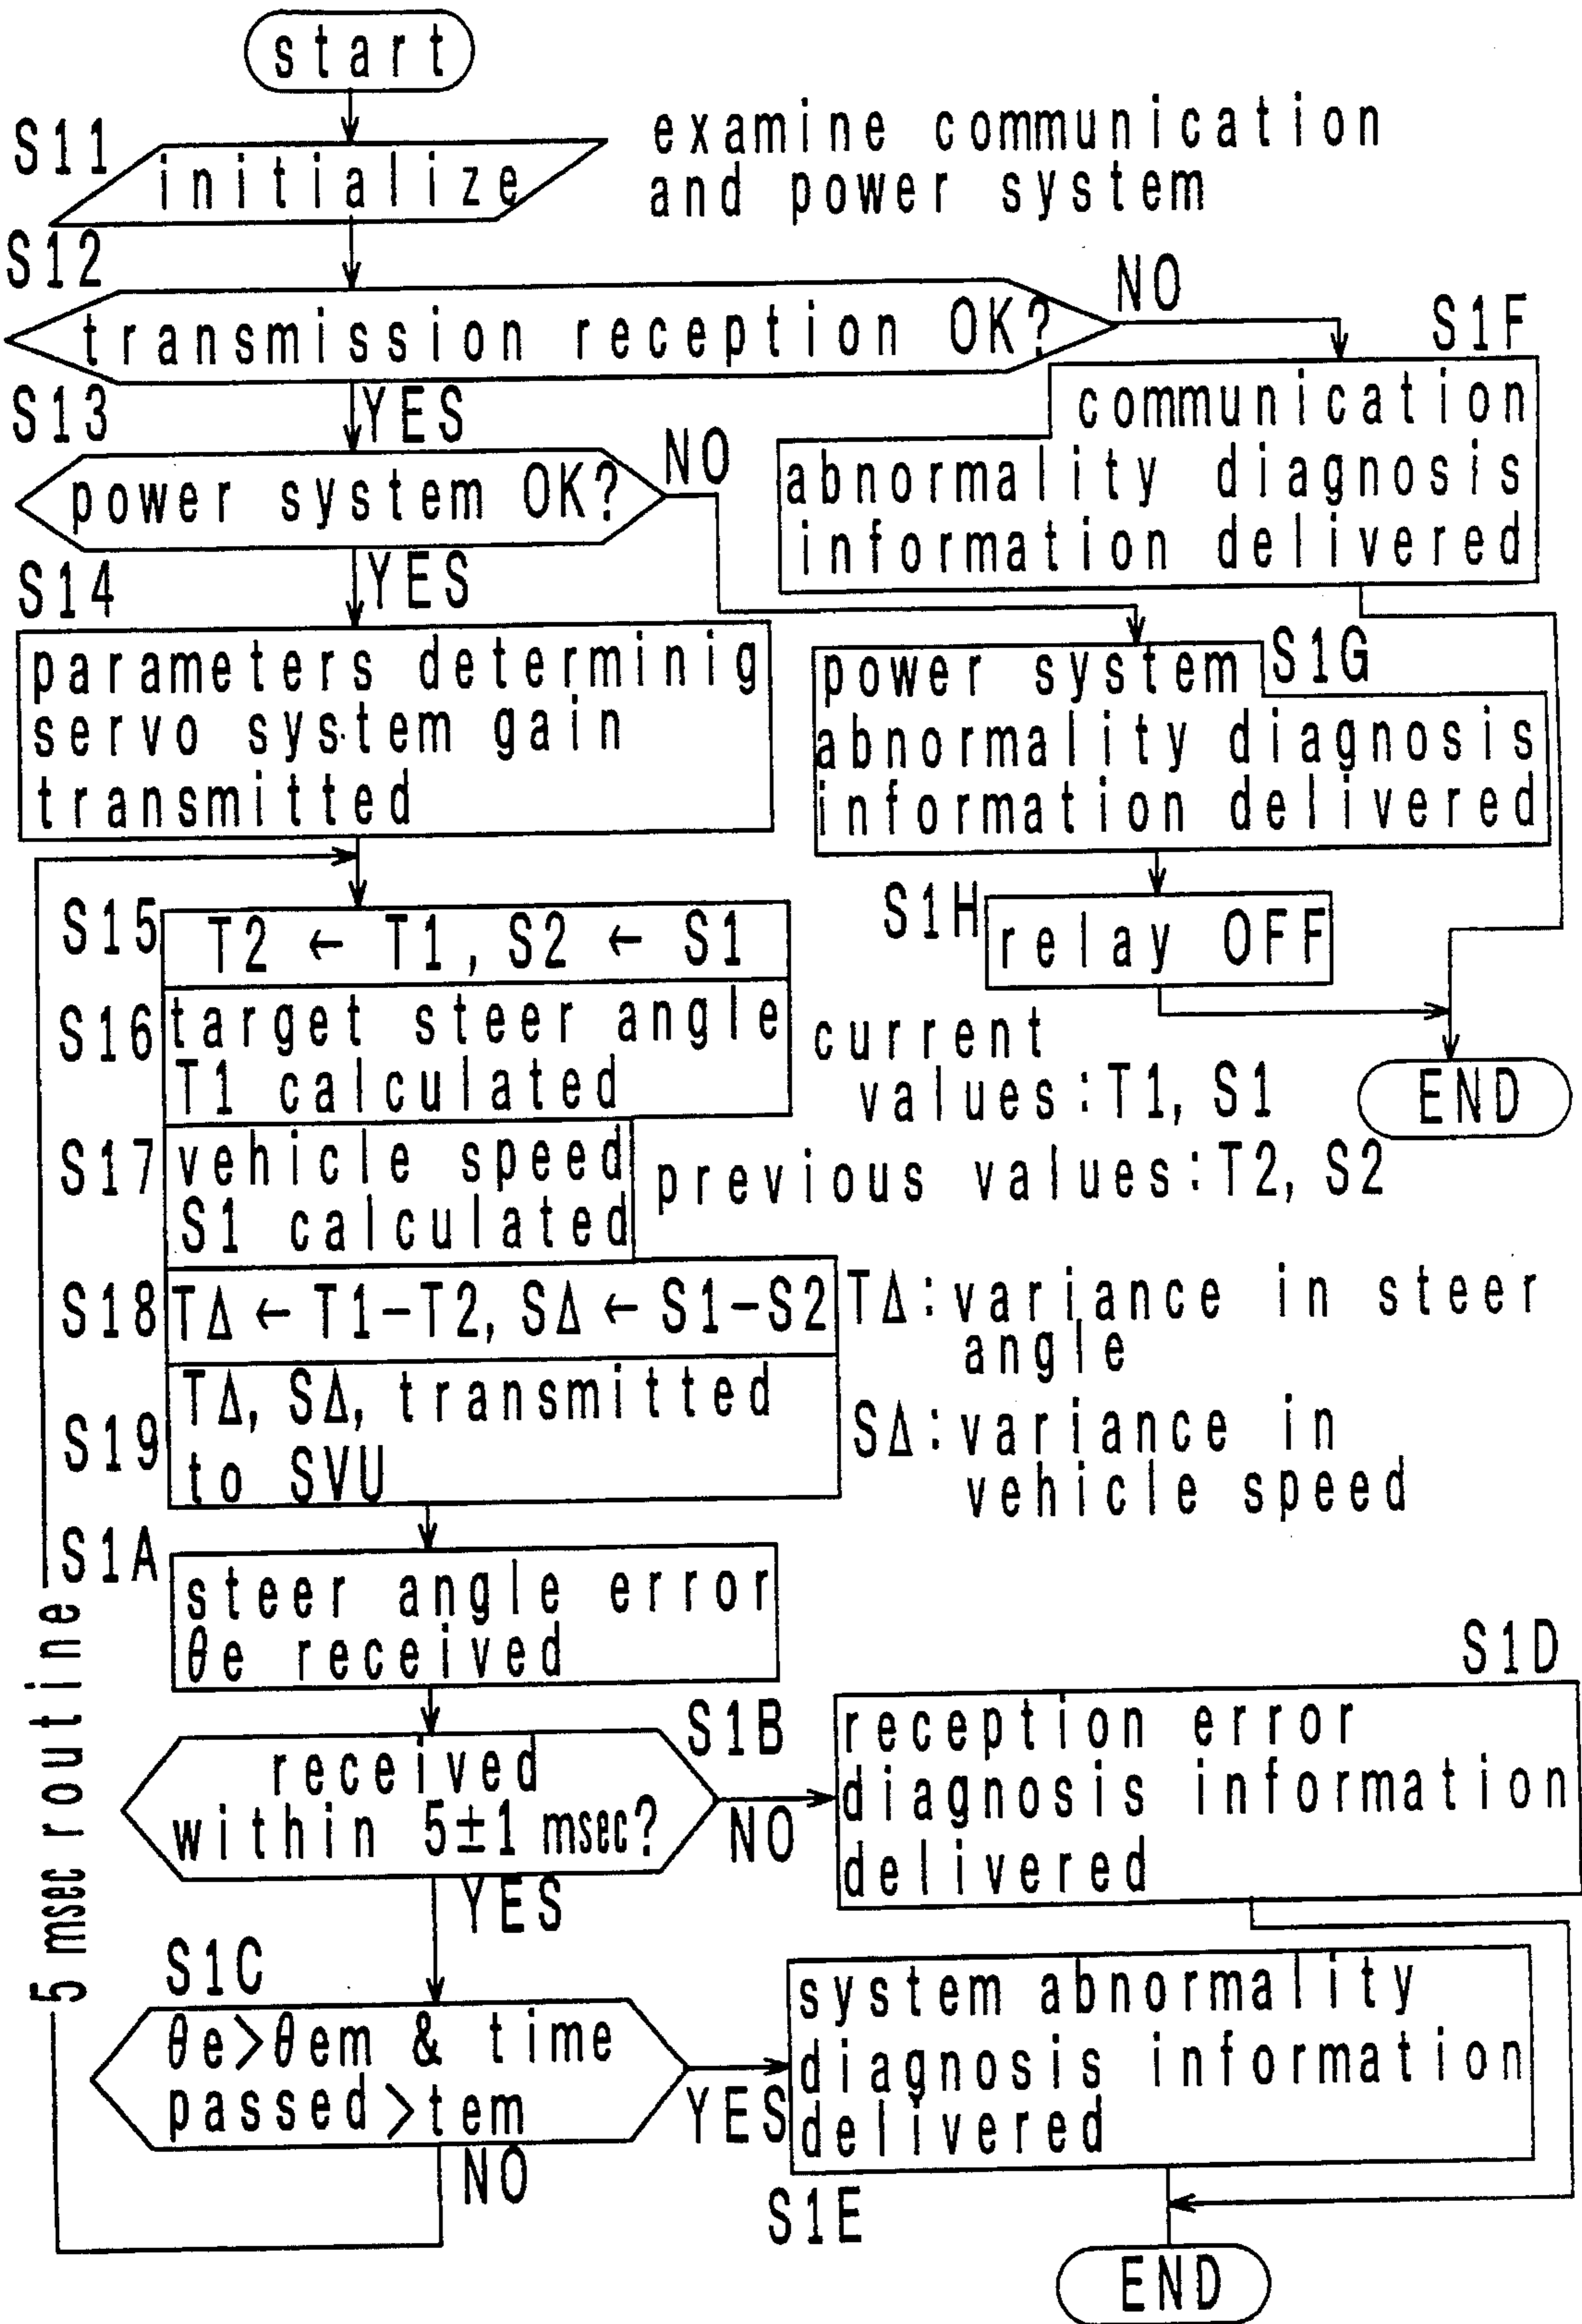 start
S11
initialize
examine communication
and power system
S12
transmission reception OK?
NO
S1F
communication
abnormality diagnosis
information delivered
YES
S13
power system OK?
NO
YES
S14
parameters determinig
servo system gain
transmitted
S1G
power system
abnormality diagnosis
information delivered
S1H
relay OFF
END
S15
T2 ← T1, S2 ← S1
S16
target steer angle
T1 calculated
current
values:T1, S1
S17
vehicle speed
S1 calculated
previous values:T2, S2
S18
TΔ ← T1-T2, SΔ ← S1-S2
TΔ:variance in steer
angle
S19
TΔ, SΔ, transmitted
to SVU
SΔ:variance in
vehicle speed
S1A
steer angle error
θe received
5 msec routine
S1B
received
within 5±1 msec?
NO
S1D
reception error
diagnosis information
delivered
YES
S1C
θe>θem & time
passed>tem
YES
system abnormality
diagnosis information
delivered
NO
S1E
END